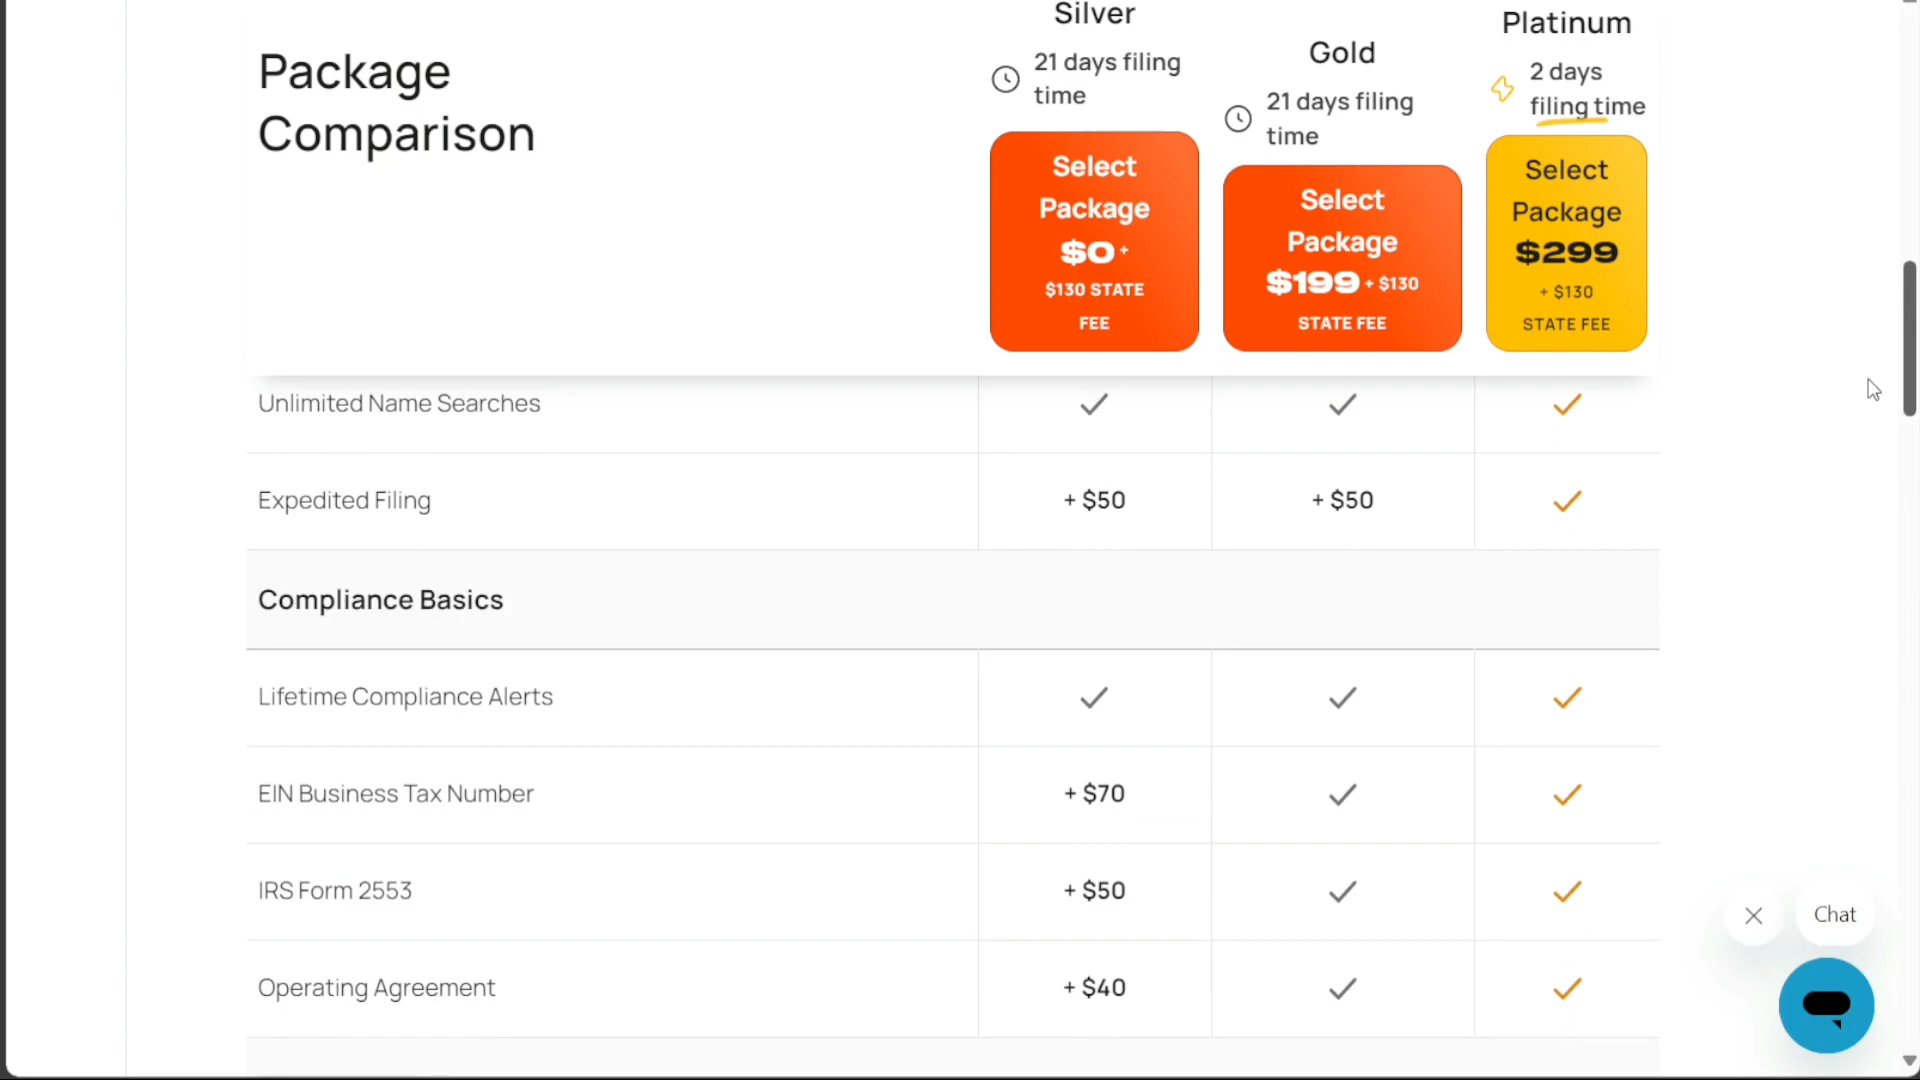 Package
Comparison
Silver
21 days filing
time
Select
Package
$0 +
$130 STATE
FEE
Gold
21 days filing
time
Select
Package
$199 + $130
STATE FEE
Platinum
2 days
filing time
Select
Package
$299
+ $130
STATE FEE
Unlimited Name Searches
Expedited Filing + $50 + $50
Compliance Basics
Lifetime Compliance Alerts
EIN Business Tax Number + $70
IRS Form 2553 + $50
Operating Agreement + $40
Chat